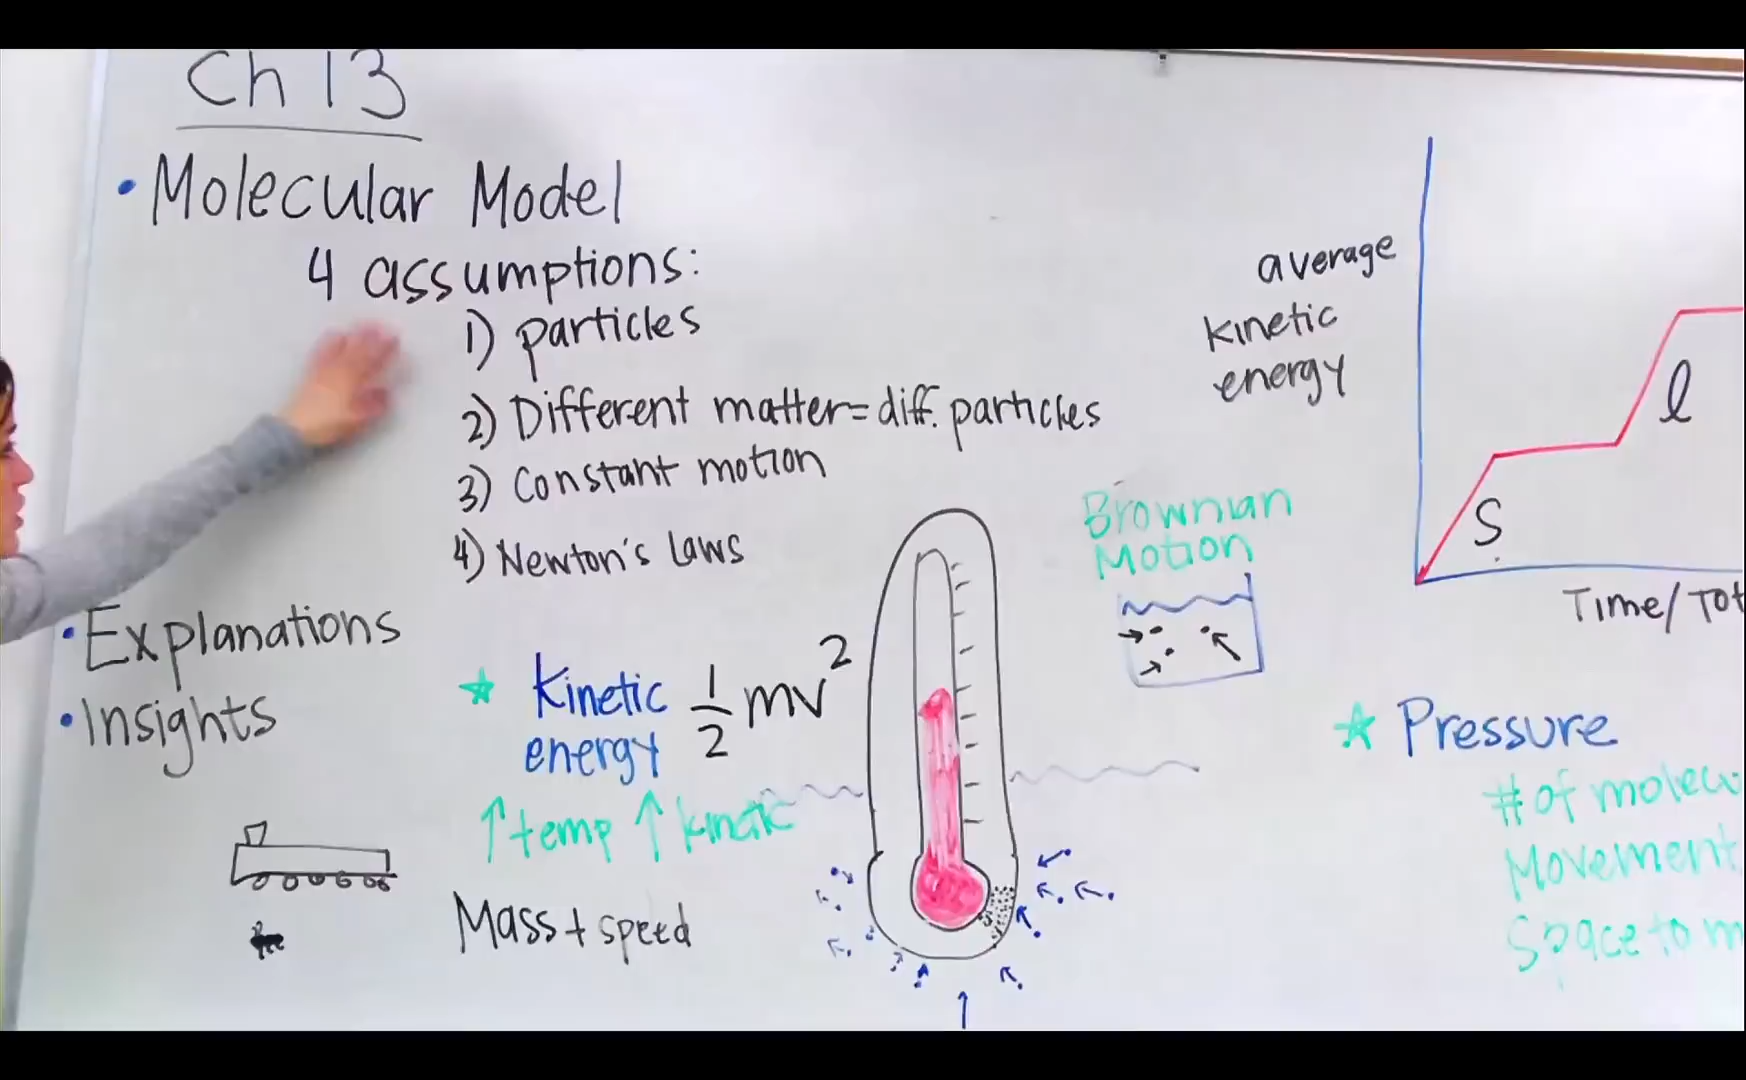 Ch 13
• Molecular Model
4 assumptions:
1) particles
2) Different matter = diff. particles
3) Constant motion
4) Newton's Laws
• Explanations
• Insights
★ Kinetic energy 1/2 mv²
↑ temp ↑ kinetic
Mass + speed
Brownian
Motion
average
kinetic
energy
s
l
Time/ Tot
★ Pressure
# of molecu
Movement
Space to m